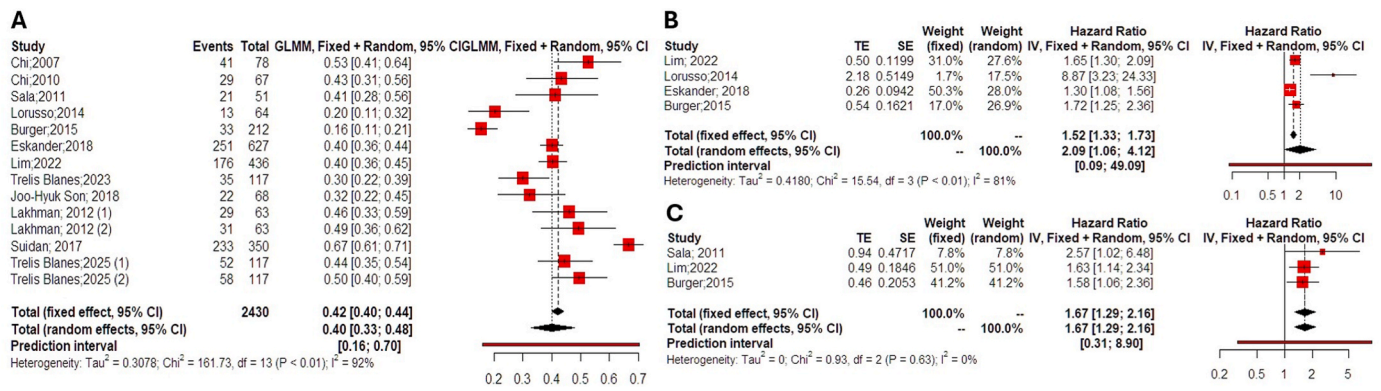 A
Study Events Total GLMM, Fixed + Random, 95% CI GLMM, Fixed + Random, 95% CI
Chi;2007 41 78 0.53 [0.41; 0.64]
Chi;2010 29 67 0.43 [0.31; 0.56]
Sala;2011 21 51 0.41 [0.28; 0.56]
Lorusso;2014 13 64 0.20 [0.11; 0.32]
Burger;2015 33 212 0.16 [0.11; 0.21]
Eskander;2018 251 627 0.40 [0.36; 0.44]
Lim;2022 176 436 0.40 [0.36; 0.45]
Trelis Blanes;2023 35 117 0.30 [0.22; 0.39]
Joo-Hyuk Son; 2018 22 68 0.32 [0.22; 0.45]
Lakhman; 2012 (1) 29 63 0.46 [0.33; 0.59]
Lakhman; 2012 (2) 31 63 0.49 [0.36; 0.62]
Suidan; 2017 233 350 0.67 [0.61; 0.71]
Trelis Blanes;2025 (1) 52 117 0.44 [0.35; 0.54]
Trelis Blanes;2025 (2) 58 117 0.50 [0.40; 0.59]
Total (fixed effect, 95% CI) 2430 0.42 [0.40; 0.44]
Total (random effects, 95% CI) 0.40 [0.33; 0.48]
Prediction interval [0.16; 0.70]
Heterogeneity: Tau² = 0.3078; Chi² = 161.73, df = 13 (P < 0.01); I² = 92%
0.2 0.3 0.4 0.5 0.6 0.7
B
Weight Weight Hazard Ratio Hazard Ratio
Study TE SE (fixed) (random) IV, Fixed + Random, 95% CI IV, Fixed + Random, 95% CI
Lim, 2022 0.50 0.1199 31.0% 27.6% 1.65 [1.30; 2.09]
Lorusso;2014 2.18 0.5149 1.7% 17.5% 8.87 [3.23; 24.33]
Eskander, 2018 0.26 0.0942 50.3% 28.0% 1.30 [1.08; 1.56]
Burger;2015 0.54 0.1621 17.0% 26.9% 1.72 [1.25; 2.36]
Total (fixed effect, 95% CI) 100.0% -- 1.52 [1.33; 1.73]
Total (random effects, 95% CI) -- 100.0% 2.09 [1.06; 4.12]
Prediction interval [0.09; 49.09]
Heterogeneity: Tau² = 0.4180; Chi² = 15.54, df = 3 (P < 0.01); I² = 81%
0.1 0.5 1 2 10
C
Weight Weight Hazard Ratio Hazard Ratio
Study TE SE (fixed) (random) IV, Fixed + Random, 95% CI IV, Fixed + Random, 95% CI
Sala, 2011 0.94 0.4717 7.8% 7.8% 2.57 [1.02; 6.48]
Lim;2022 0.49 0.1846 51.0% 51.0% 1.63 [1.14; 2.34]
Burger;2015 0.46 0.2053 41.2% 41.2% 1.58 [1.06; 2.36]
Total (fixed effect, 95% CI) 100.0% -- 1.67 [1.29; 2.16]
Total (random effects, 95% CI) -- 100.0% 1.67 [1.29; 2.16]
Prediction interval [0.31; 8.90]
Heterogeneity: Tau² = 0; Chi² = 0.93, df = 2 (P = 0.63); I² = 0%
0.2 0.5 1 2 5